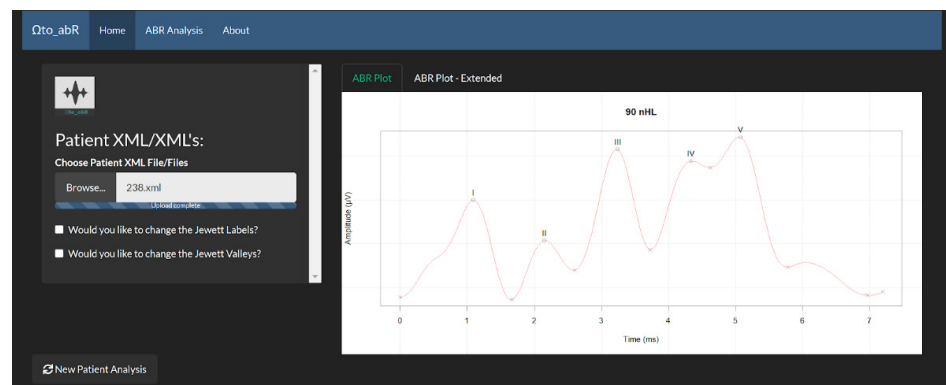 Ωto_abR Home ABR Analysis About
Ωto_abR
Patient XML/XML's:
Choose Patient XML File/Files
Browse... 238.xml
Upload complete
Would you like to change the Jewett Labels?
Would you like to change the Jewett Valleys?
New Patient Analysis
ABR Plot ABR Plot - Extended
90 nHL
I
II
III
IV
V
Amplitude (µV)
0 1 2 3 4 5 6 7
Time (ms)